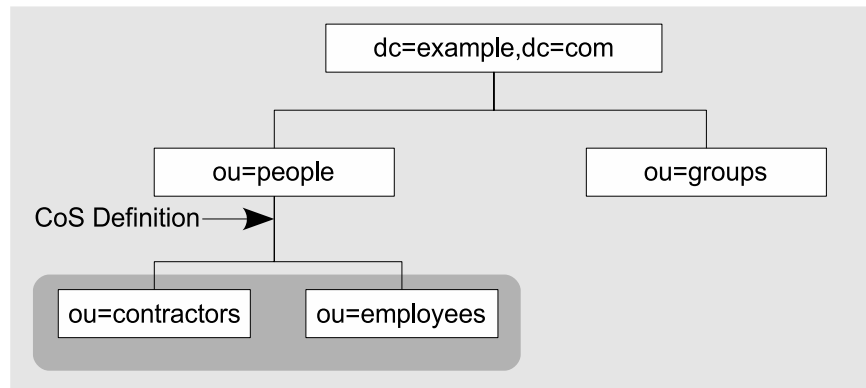 dc=example,dc=com
ou=people
ou=groups
CoS Definition
ou=contractors
ou=employees